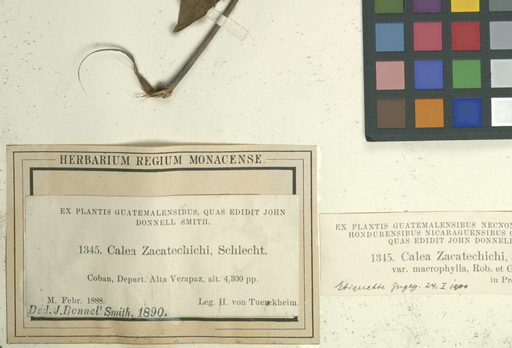 HERBARIUM REGIUM MONACENSE
EX PLANTIS GUATEMALENSIBUS, QUAS EDIDIT JOHN
DONNELL SMITH.
1345. Calea Zacatechichi, Schlecht.
Coban, Depart. Alta Verapaz, alt. 4,300 pp.
M. Febr. 1888.
Leg. H. von Tuerckheim.
Ded. J. Donnell Smith, 1890.
EX PLANTIS GUATEMALENSIBUS NECNON
HONDURENSIBUS NICARAGUENSIBUS
QUAS EDIDIT JOHN DONNELL
1345. Calea Zacatechichi,
var. macrophylla, Rob. et G
in Pr
24. I 1900